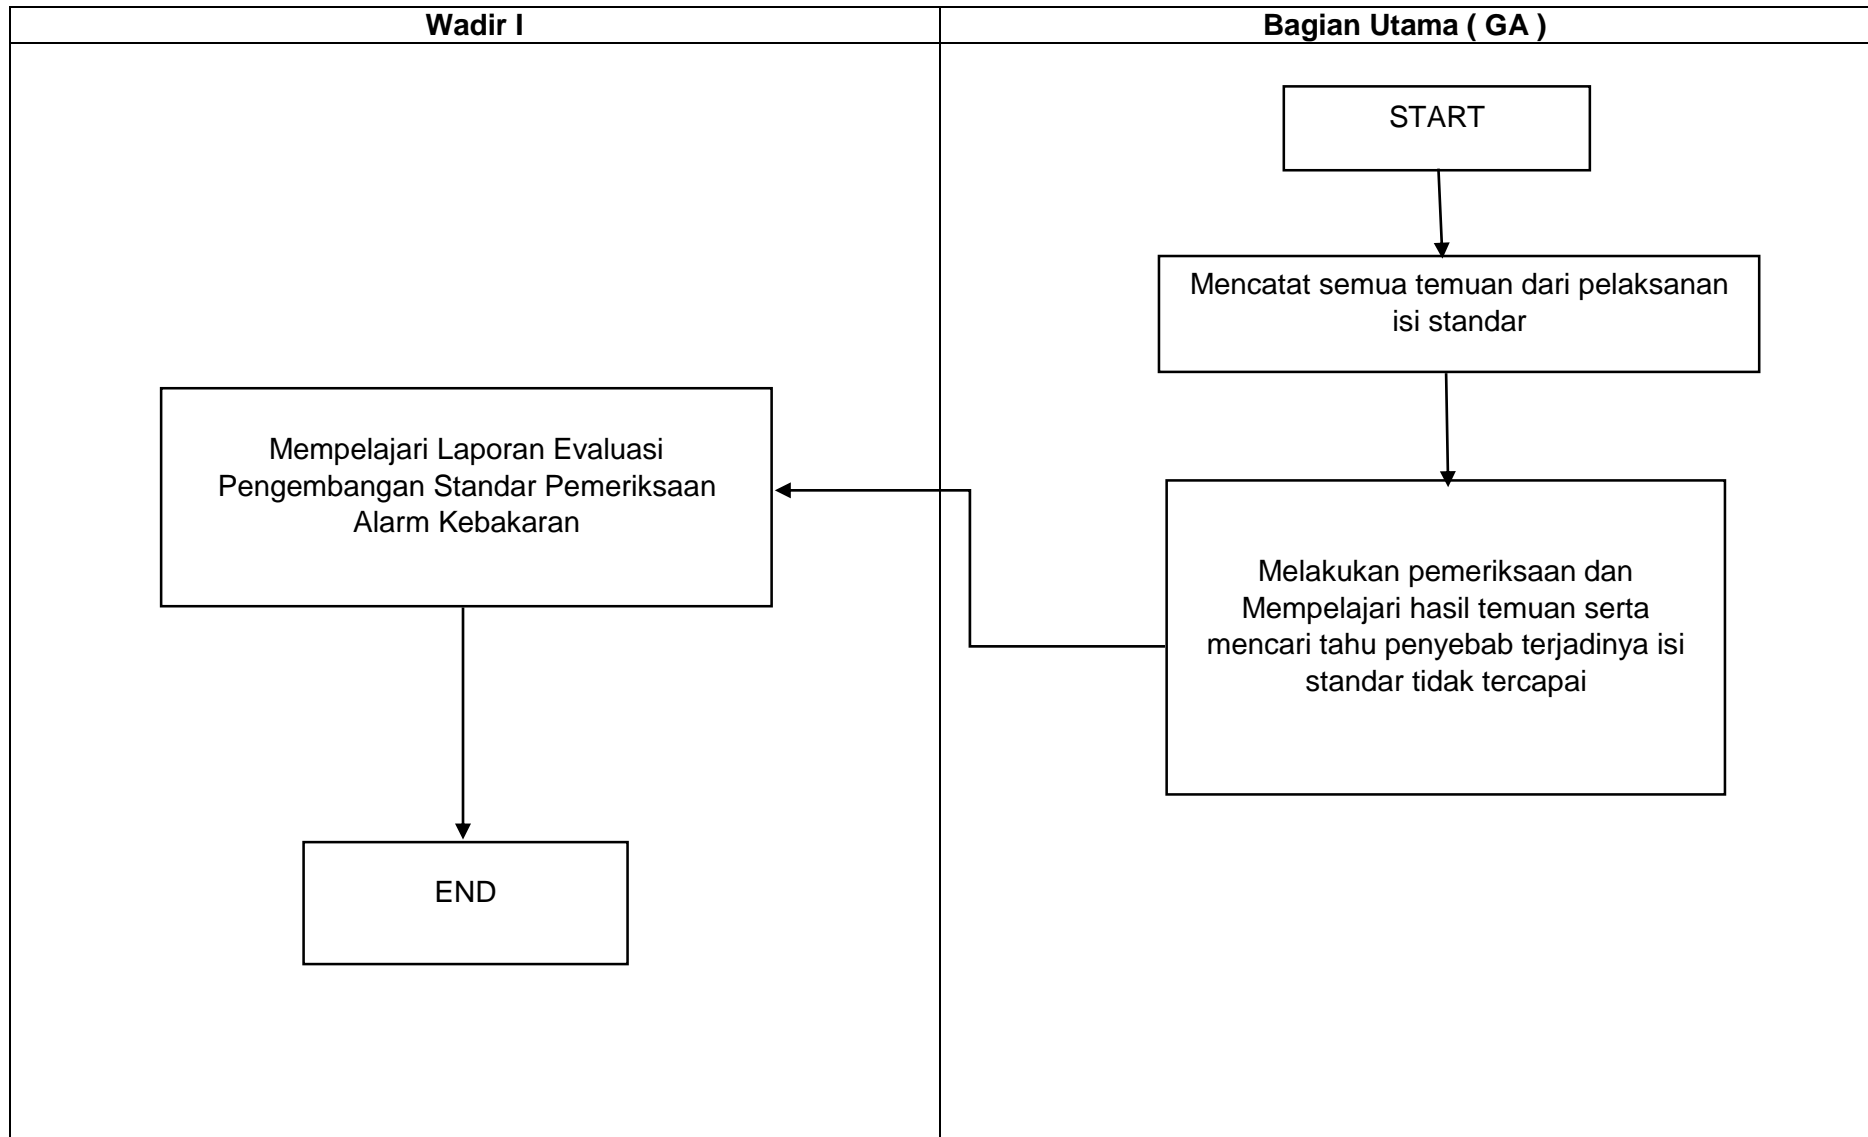 Wadir I
Bagian Utama ( GA )
START
Mencatat semua temuan dari pelaksanan
isi standar
Melakukan pemeriksaan dan
Mempelajari hasil temuan serta
mencari tahu penyebab terjadinya isi
standar tidak tercapai
Mempelajari Laporan Evaluasi
Pengembangan Standar Pemeriksaan
Alarm Kebakaran
END